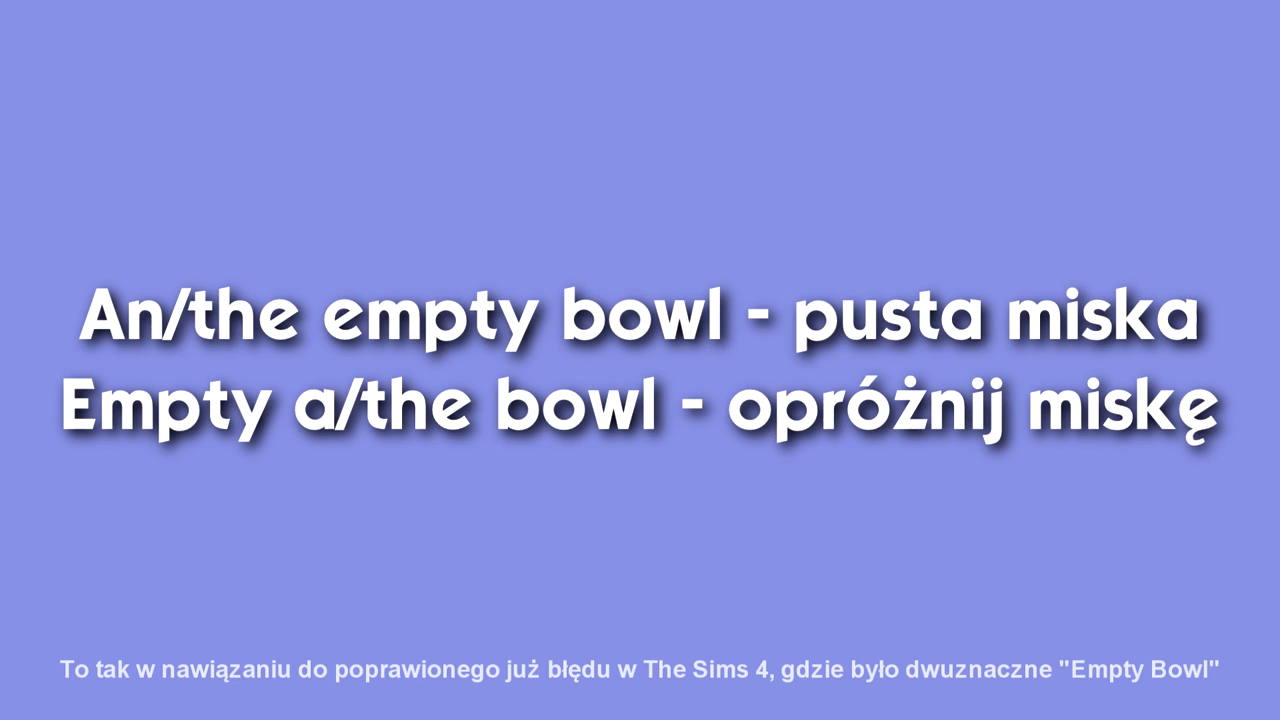 An/the empty bowl - pusta miska
Empty a/the bowl - opróżnij miskę
To tak w nawiązaniu do poprawionego już błędu w The Sims 4, gdzie było dwuznaczne "Empty Bowl"